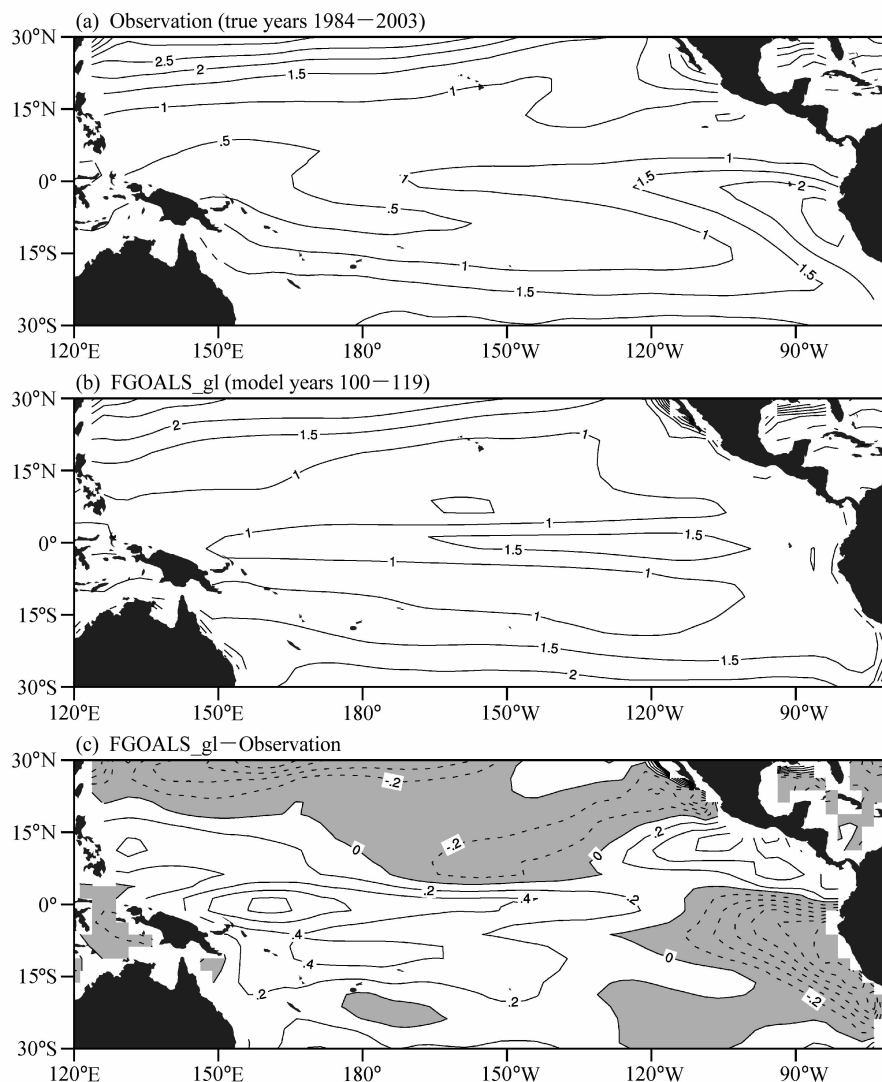 (a) Observation (true years 1984－2003)
30°N
2.5
2
1.5
1
1
15°N
.5
1
1
1.5
2
0°
.5
1
15°S
1
1.5
1.5
30°S
120°E 150°E 180° 150°W 120°W 90°W
(b) FGOALS_gl (model years 100－119)
30°N
2
1.5
1
1
15°N
1
1
1.5
0°
1.5
1
1
15°S
1
1.5
1.5
2
30°S
120°E 150°E 180° 150°W 120°W 90°W
(c) FGOALS_gl－Observation
30°N
-.2
15°N
.2
0
-.2
0
.2
.4
.2
0°
.4
.4
0
15°S
.2
.2
-.2
30°S
120°E 150°E 180° 150°W 120°W 90°W